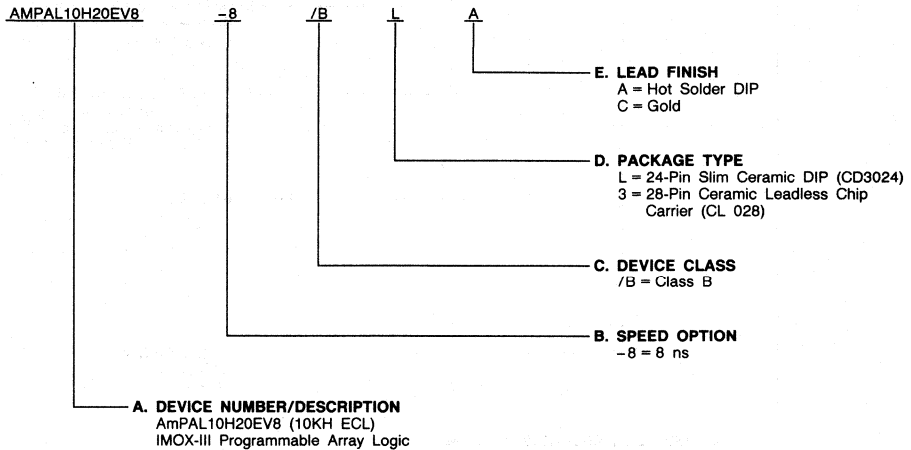 AMPAL10H20EV8 -8 /B L A
E. LEAD FINISH
A = Hot Solder DIP
C = Gold
D. PACKAGE TYPE
L = 24-Pin Slim Ceramic DIP (CD3024)
3 = 28-Pin Ceramic Leadless Chip
Carrier (CL 028)
C. DEVICE CLASS
/B = Class B
B. SPEED OPTION
-8 = 8 ns
A. DEVICE NUMBER/DESCRIPTION
AmPAL10H20EV8 (10KH ECL)
IMOX-III Programmable Array Logic